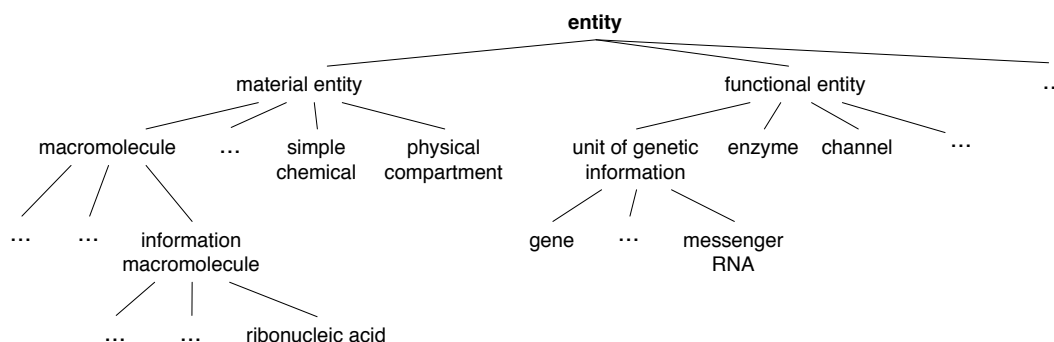 entity
material entity
functional entity
...
macromolecule
...
simple
chemical
physical
compartment
unit of genetic
information
enzyme
channel
...
...
...
information
macromolecule
gene
...
messenger
RNA
...
...
ribonucleic acid